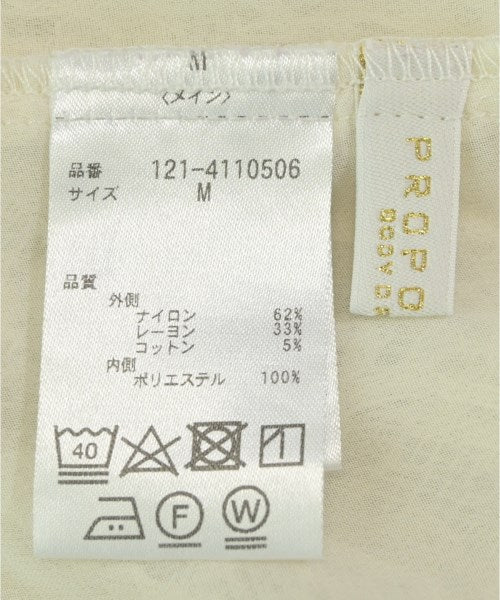 M
〈メイン〉
品番 121-4110506
サイズ M
品質
外側
ナイロン 62%
レーヨン 33%
コットン 5%
内側
ポリエステル 100%
40
F
W
PROPO
BODY DR